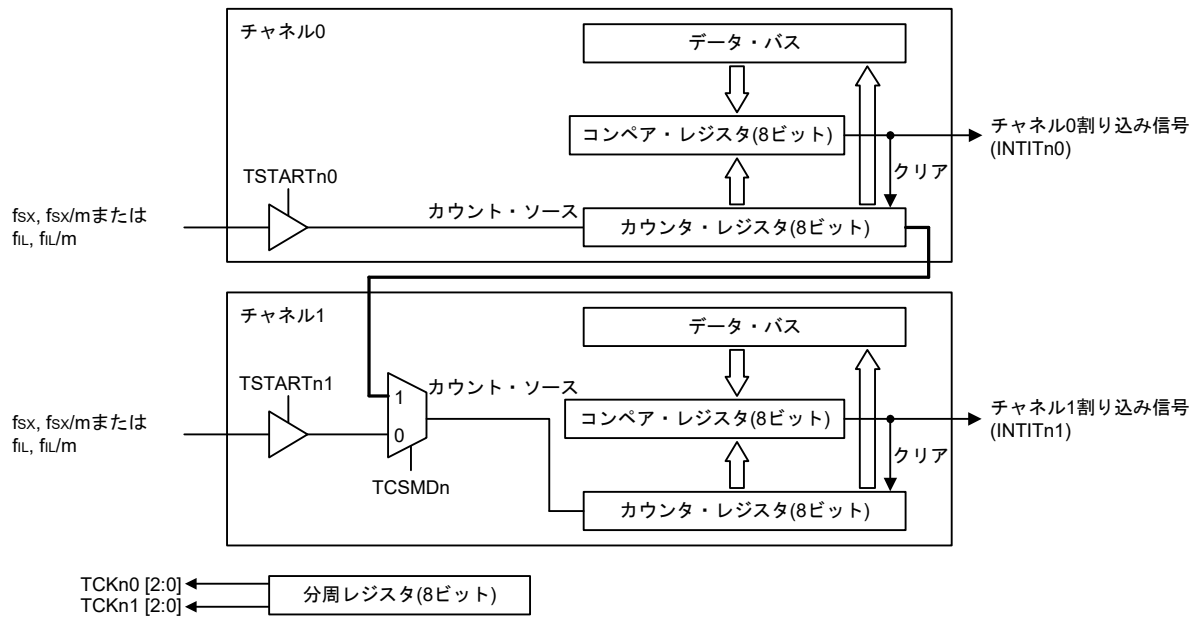 チャネル0
データ・バス
コンペア・レジスタ(8ビット)
チャネル0割り込み信号
(INTITn0)
クリア
TSTARTn0
fSX, fSX/mまたは
fIL, fIL/m
カウント・ソース
カウンタ・レジスタ(8ビット)
チャネル1
データ・バス
TSTARTn1
カウント・ソース
1
コンペア・レジスタ(8ビット)
チャネル1割り込み信号
(INTITn1)
fSX, fSX/mまたは
fIL, fIL/m
0
クリア
TCSMDn
カウンタ・レジスタ(8ビット)
TCKn0 [2:0]
TCKn1 [2:0]
分周レジスタ(8ビット)